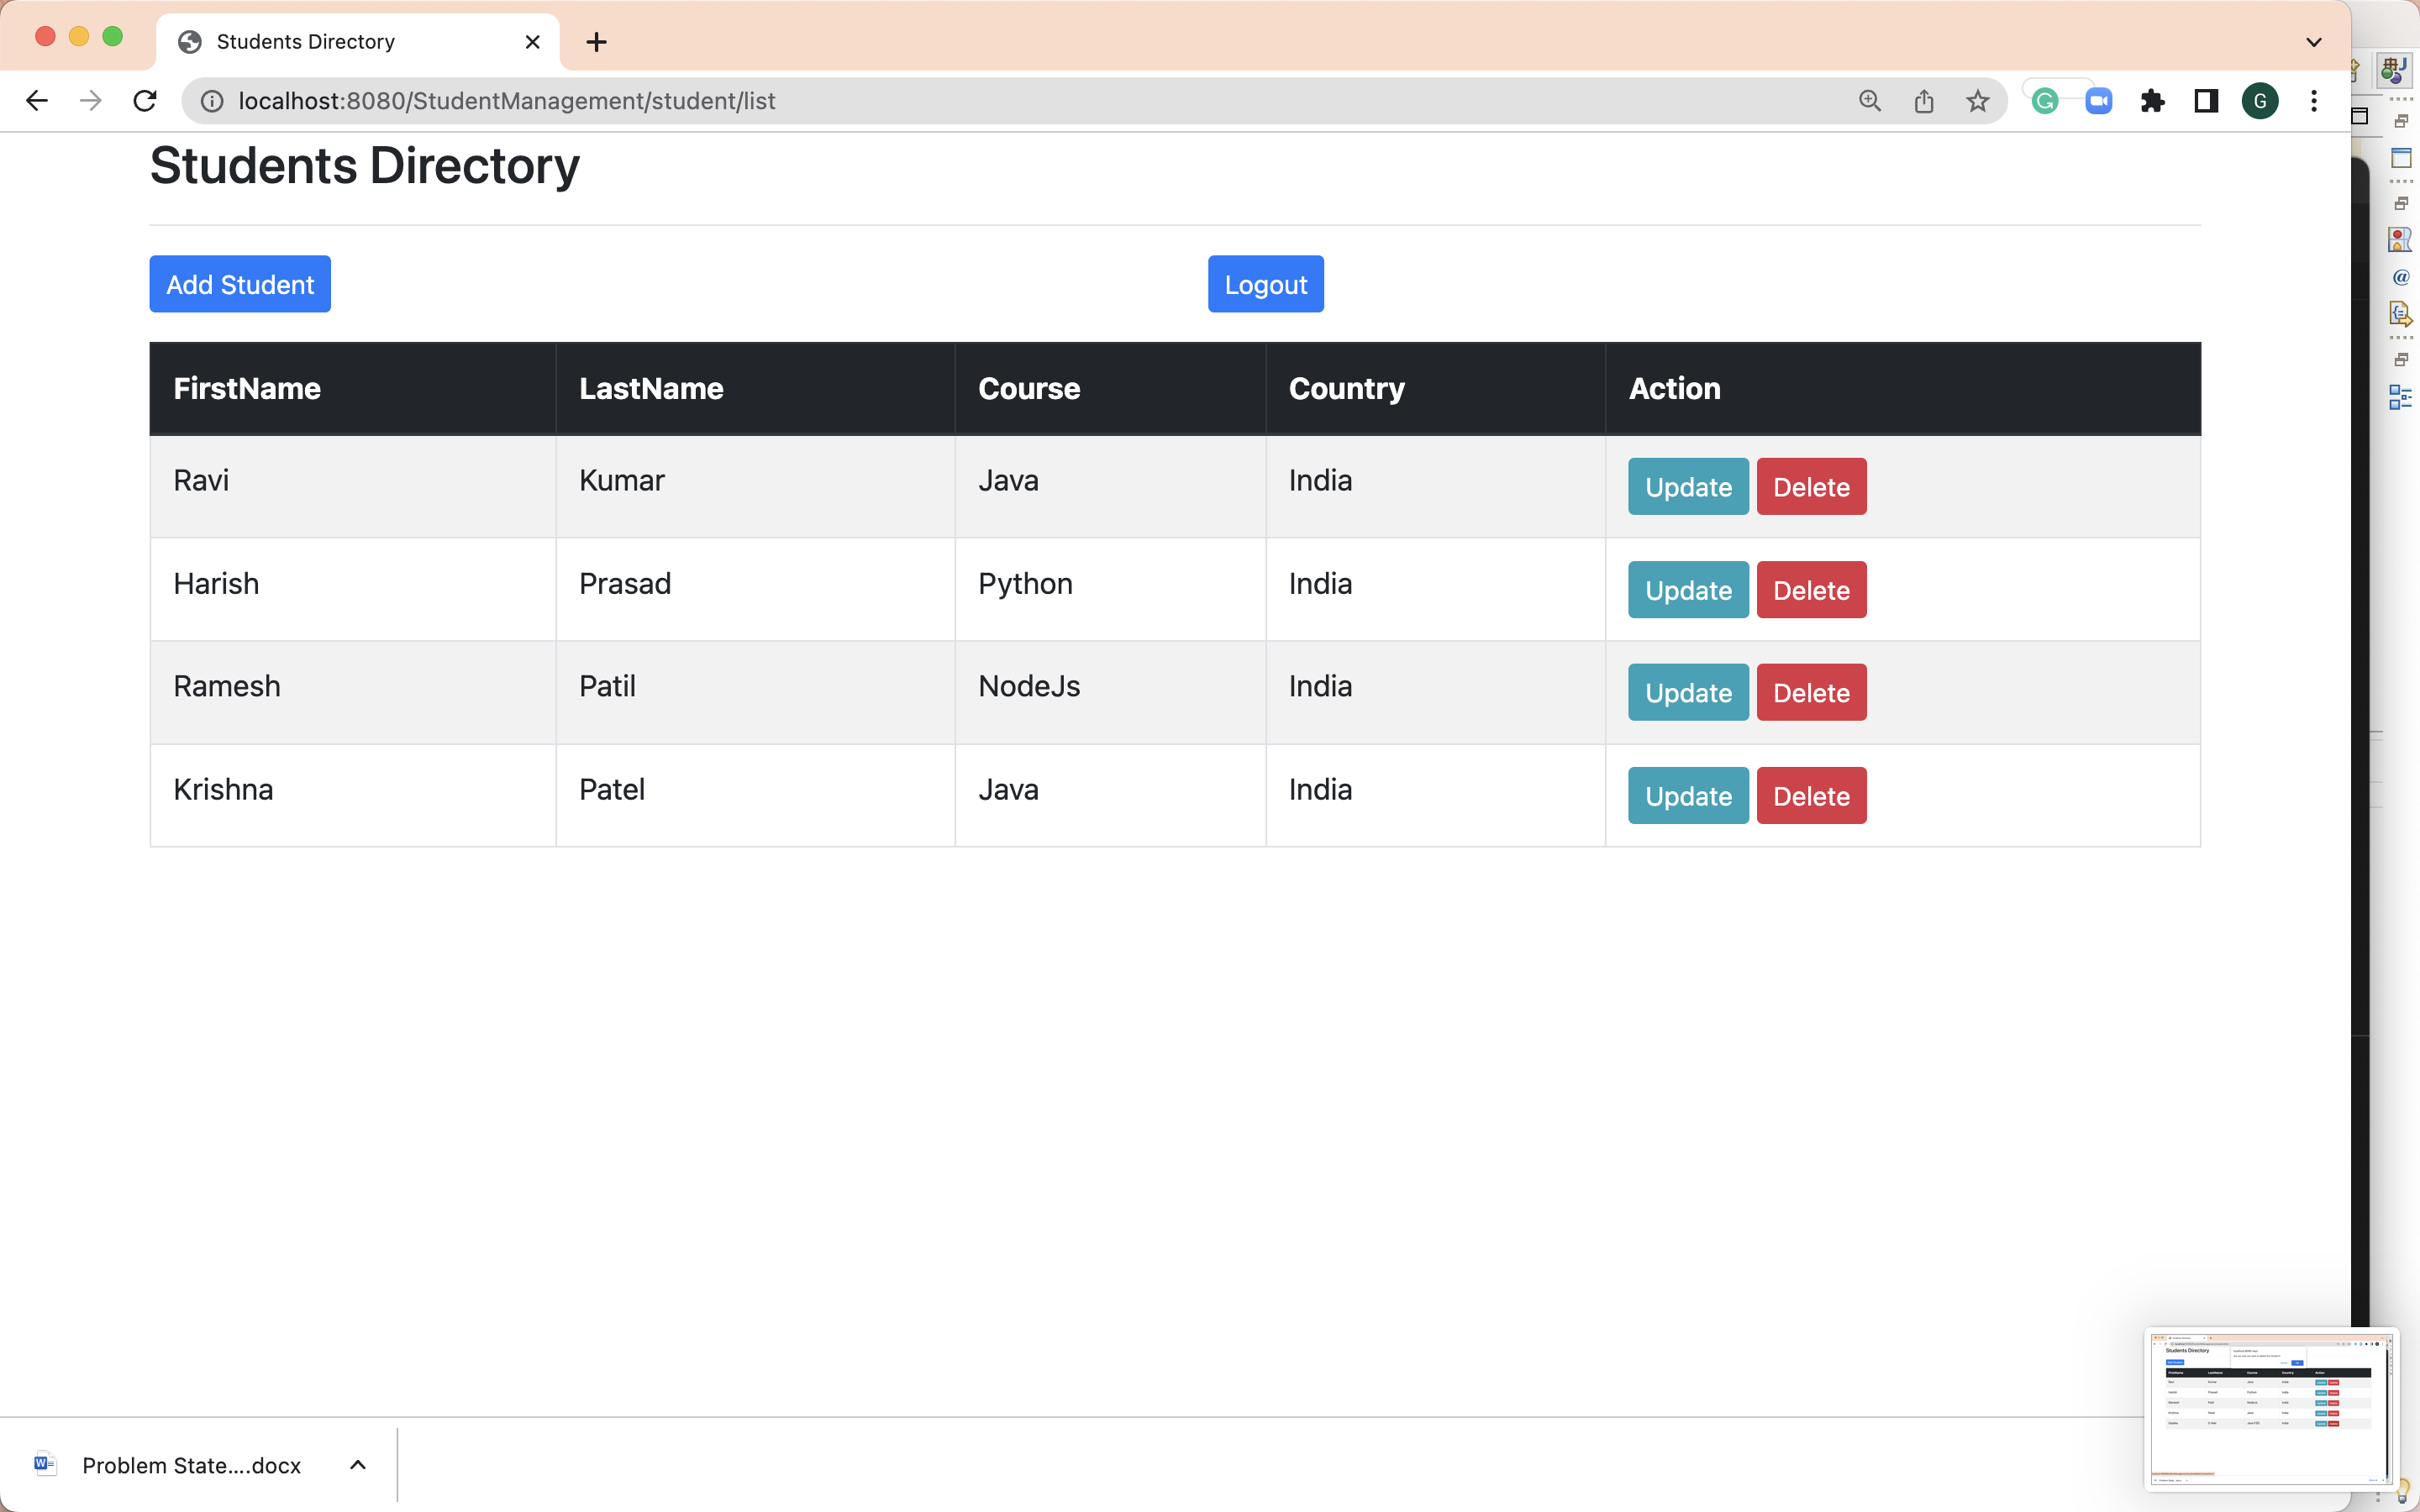 Students Directory
localhost:8080/StudentManagement/student/list
G
G
Students Directory
Add Student Logout
FirstName LastName Course Country Action
Ravi Kumar Java India Update Delete
Harish Prasad Python India Update Delete
Ramesh Patil NodeJs India Update Delete
Krishna Patel Java India Update Delete
Students Directory
Problem State....docx